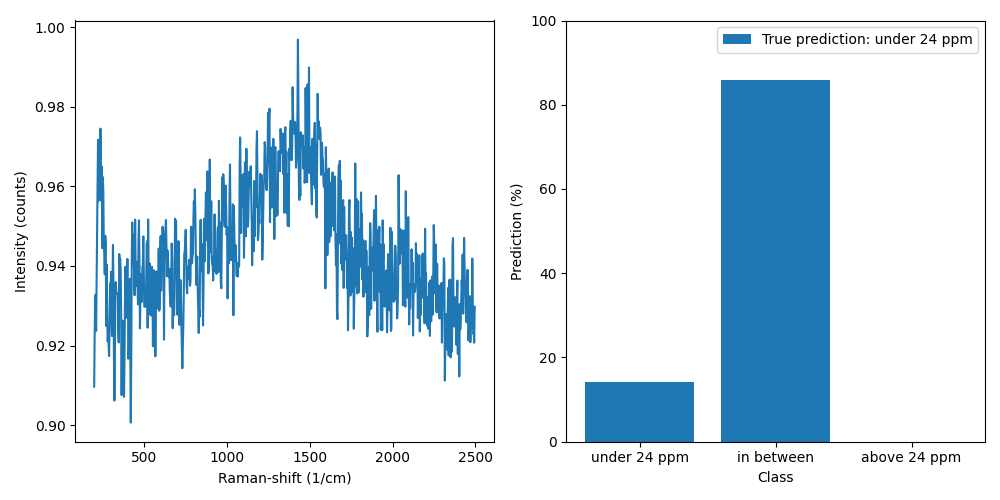 1.00
0.98
0.96
0.94
0.92
0.90
Intensity (counts)
500
1000
1500
2000
2500
Raman-shift (1/cm)
100
80
60
40
20
0
Prediction (%)
True prediction: under 24 ppm
under 24 ppm
in between
above 24 ppm
Class